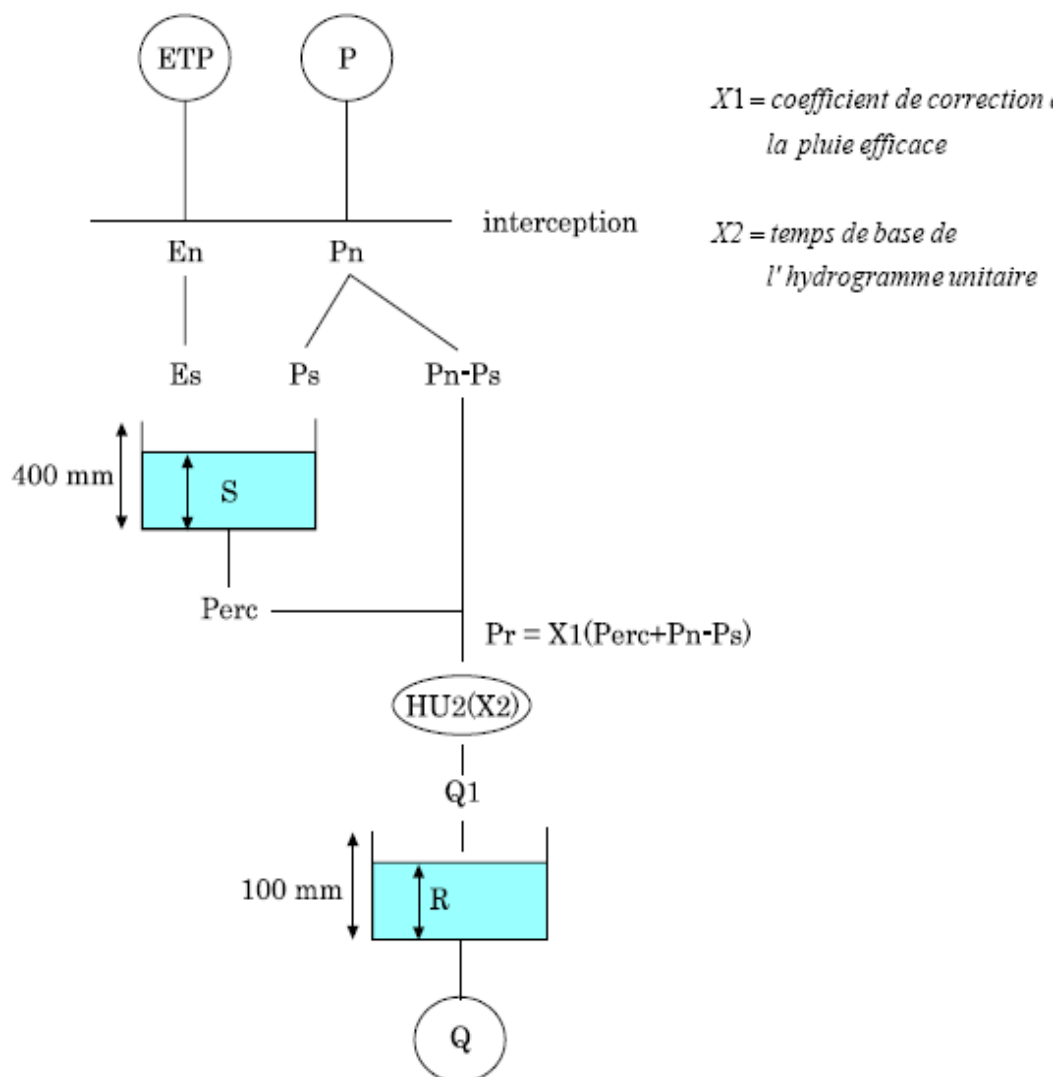 ETP
P
X1 = coefficient de correction
la pluie efficace
interception
X2 = temps de base de
l' hydrogramme unitaire
En
Pn
Es
Ps
Pn-Ps
400 mm
S
Perc
Pr = X1(Perc+Pn-Ps)
HU2(X2)
Q1
100 mm
R
Q